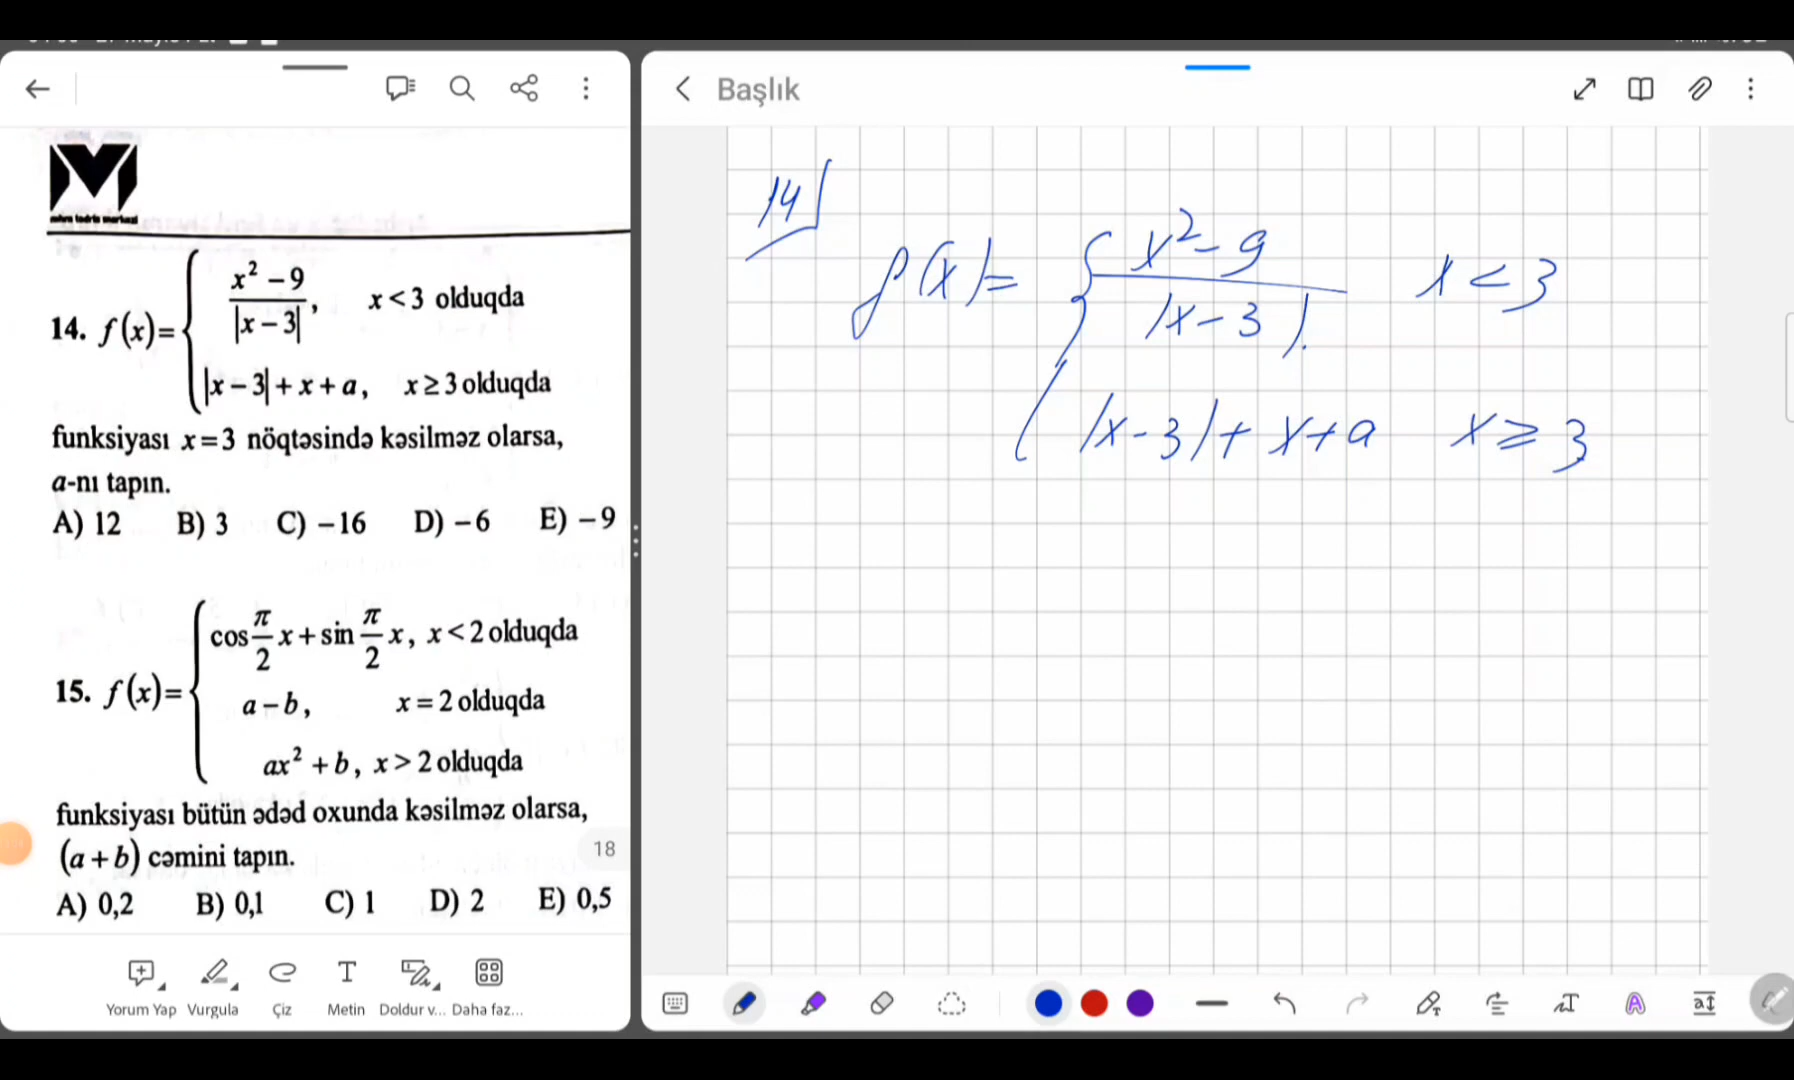 Başlık
14. f(x)= { x² – 9 / |x – 3| , x < 3 olduqda
|x – 3| + x + a, x ≥ 3 olduqda
funksiyası x = 3 nöqtəsində kəsilməz olarsa,
a-nı tapın.
A) 12 B) 3 C) – 16 D) – 6 E) – 9
15. f(x)= { cos π/2 x + sin π/2 x, x < 2 olduqda
a – b, x = 2 olduqda
ax² + b, x > 2 olduqda
funksiyası bütün ədəd oxunda kəsilməz olarsa,
(a + b) cəmini tapın.
18
A) 0,2 B) 0,1 C) 1 D) 2 E) 0,5
Yorum Yap Vurgula Çiz Metin Doldur v... Daha faz...
14
f(x)= { x² – 9 / |x – 3| x < 3
|x – 3| + x + a x ≥ 3